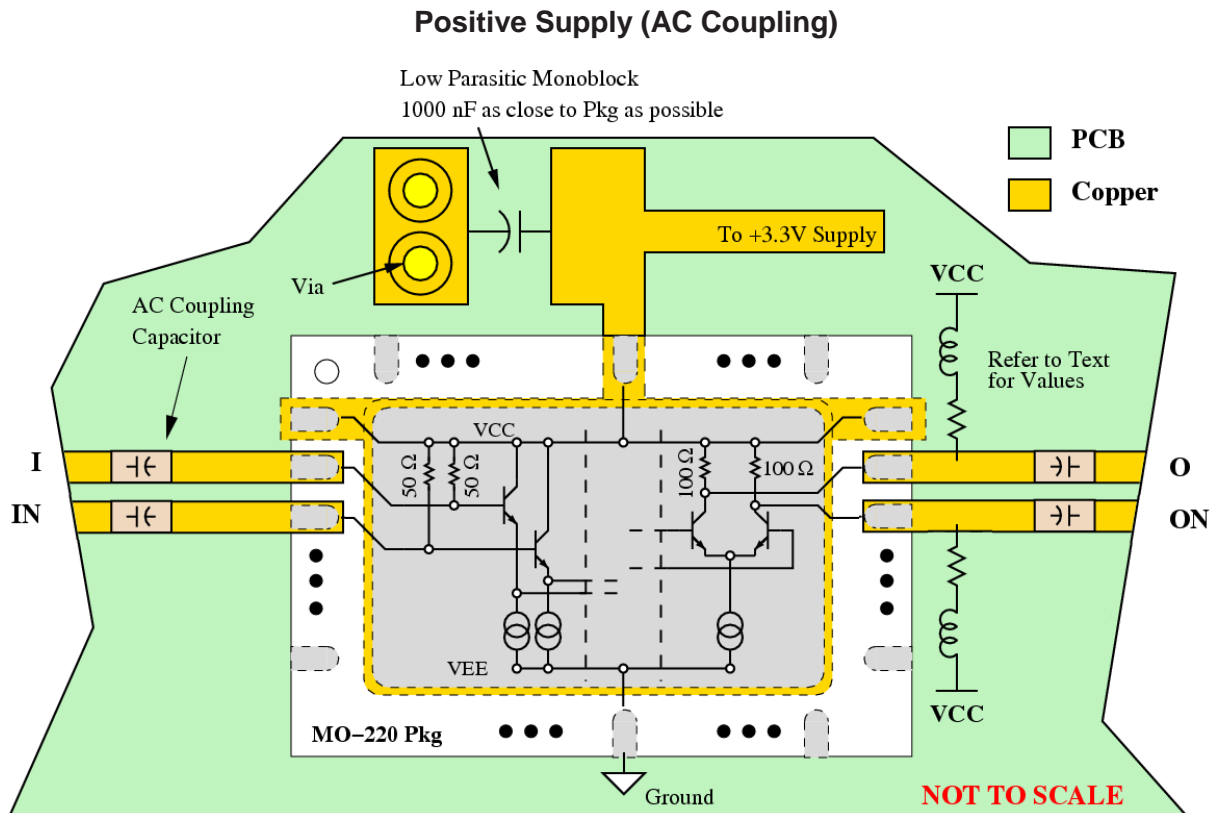 Positive Supply (AC Coupling)
Low Parasitic Monoblock
1000 nF as close to Pkg as possible
PCB
Copper
To +3.3V Supply
Via
VCC
AC Coupling
Capacitor
Refer to Text
for Values
VCC
50 Ω
50 Ω
100 Ω
100 Ω
I
O
IN
ON
VEE
VCC
MO−220 Pkg
Ground
NOT TO SCALE